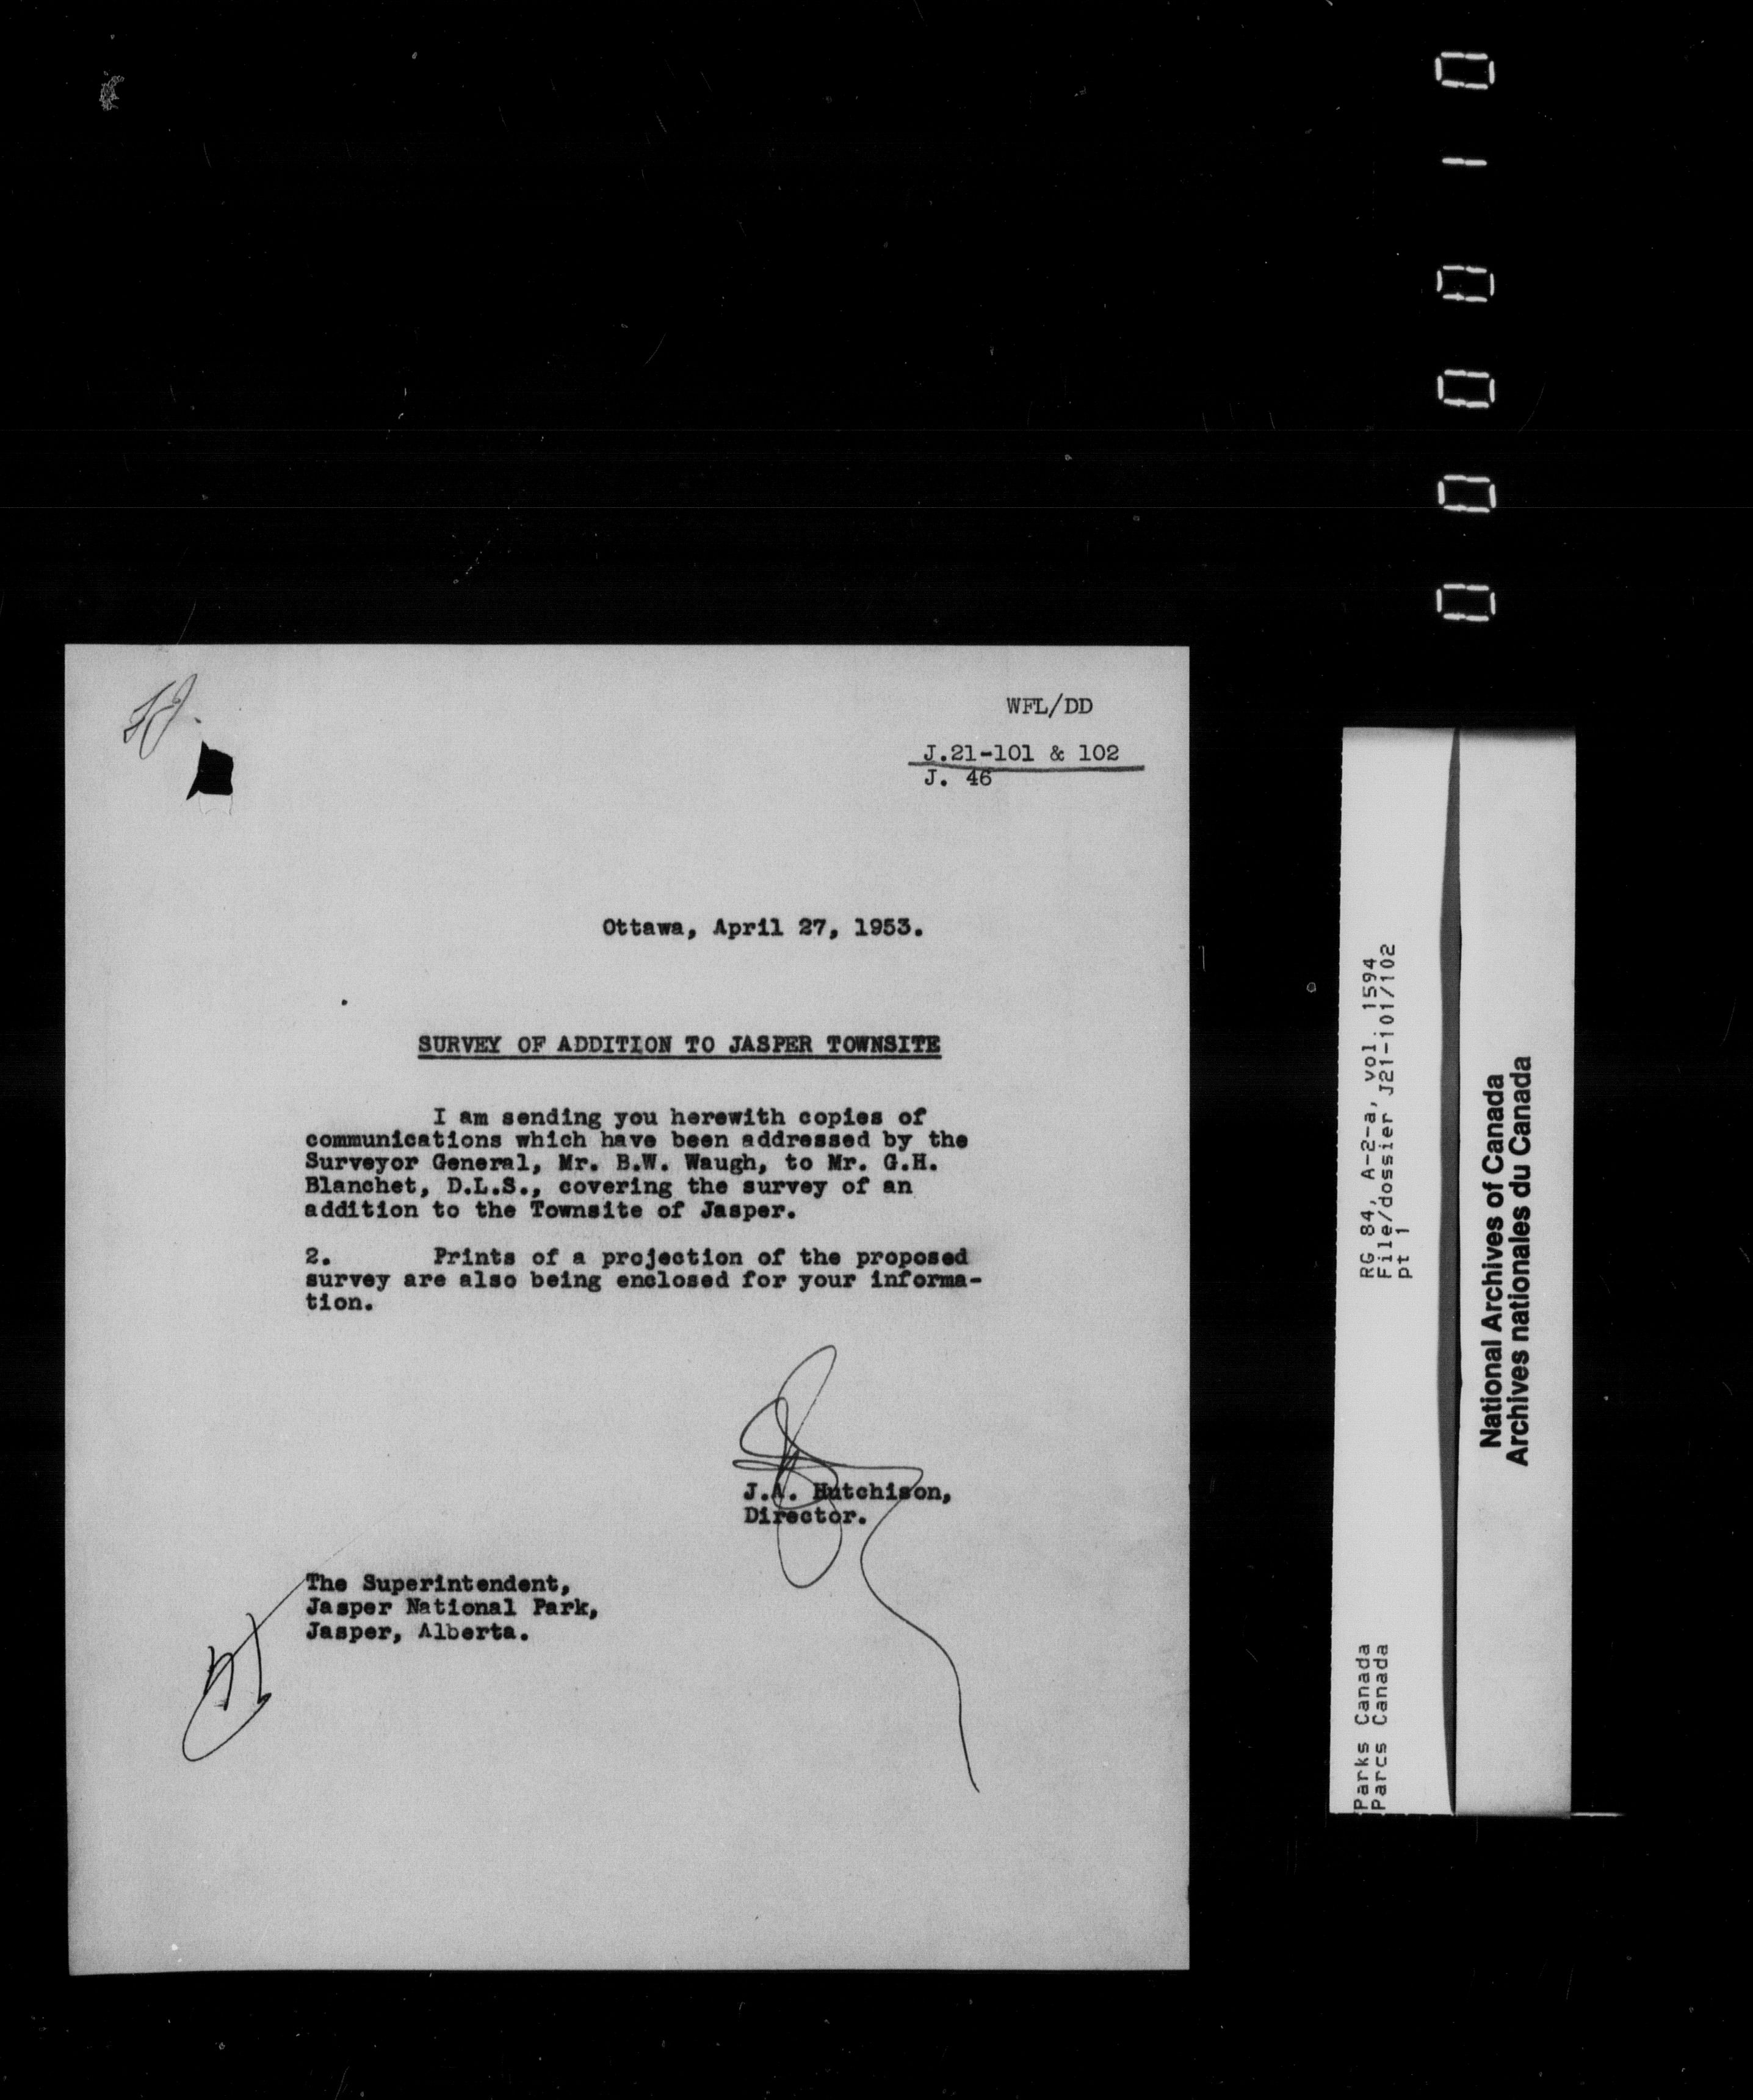 WFL/DD
J.21-101 & 102
J. 46
Ottawa, April 27, 1953.
SURVEY OF ADDITION TO JASPER TOWNSITE
I am sending you herewith copies of
communications which have been addressed by the
Surveyor General, Mr. B.W. Waugh, to Mr. G.H.
Blanchet, D.L.S., covering the survey of an
addition to the Townsite of Jasper.
2. Prints of a projection of the proposed
survey are also being enclosed for your informa-
tion.
J.A. Hutchison,
Director.
The Superintendent,
Jasper National Park,
Jasper, Alberta.
RG 84, A-2-a, vol. 1594
File/dossier J21-101/102
pt 1
Parks Canada
Parcs Canada
National Archives of Canada
Archives nationales du Canada